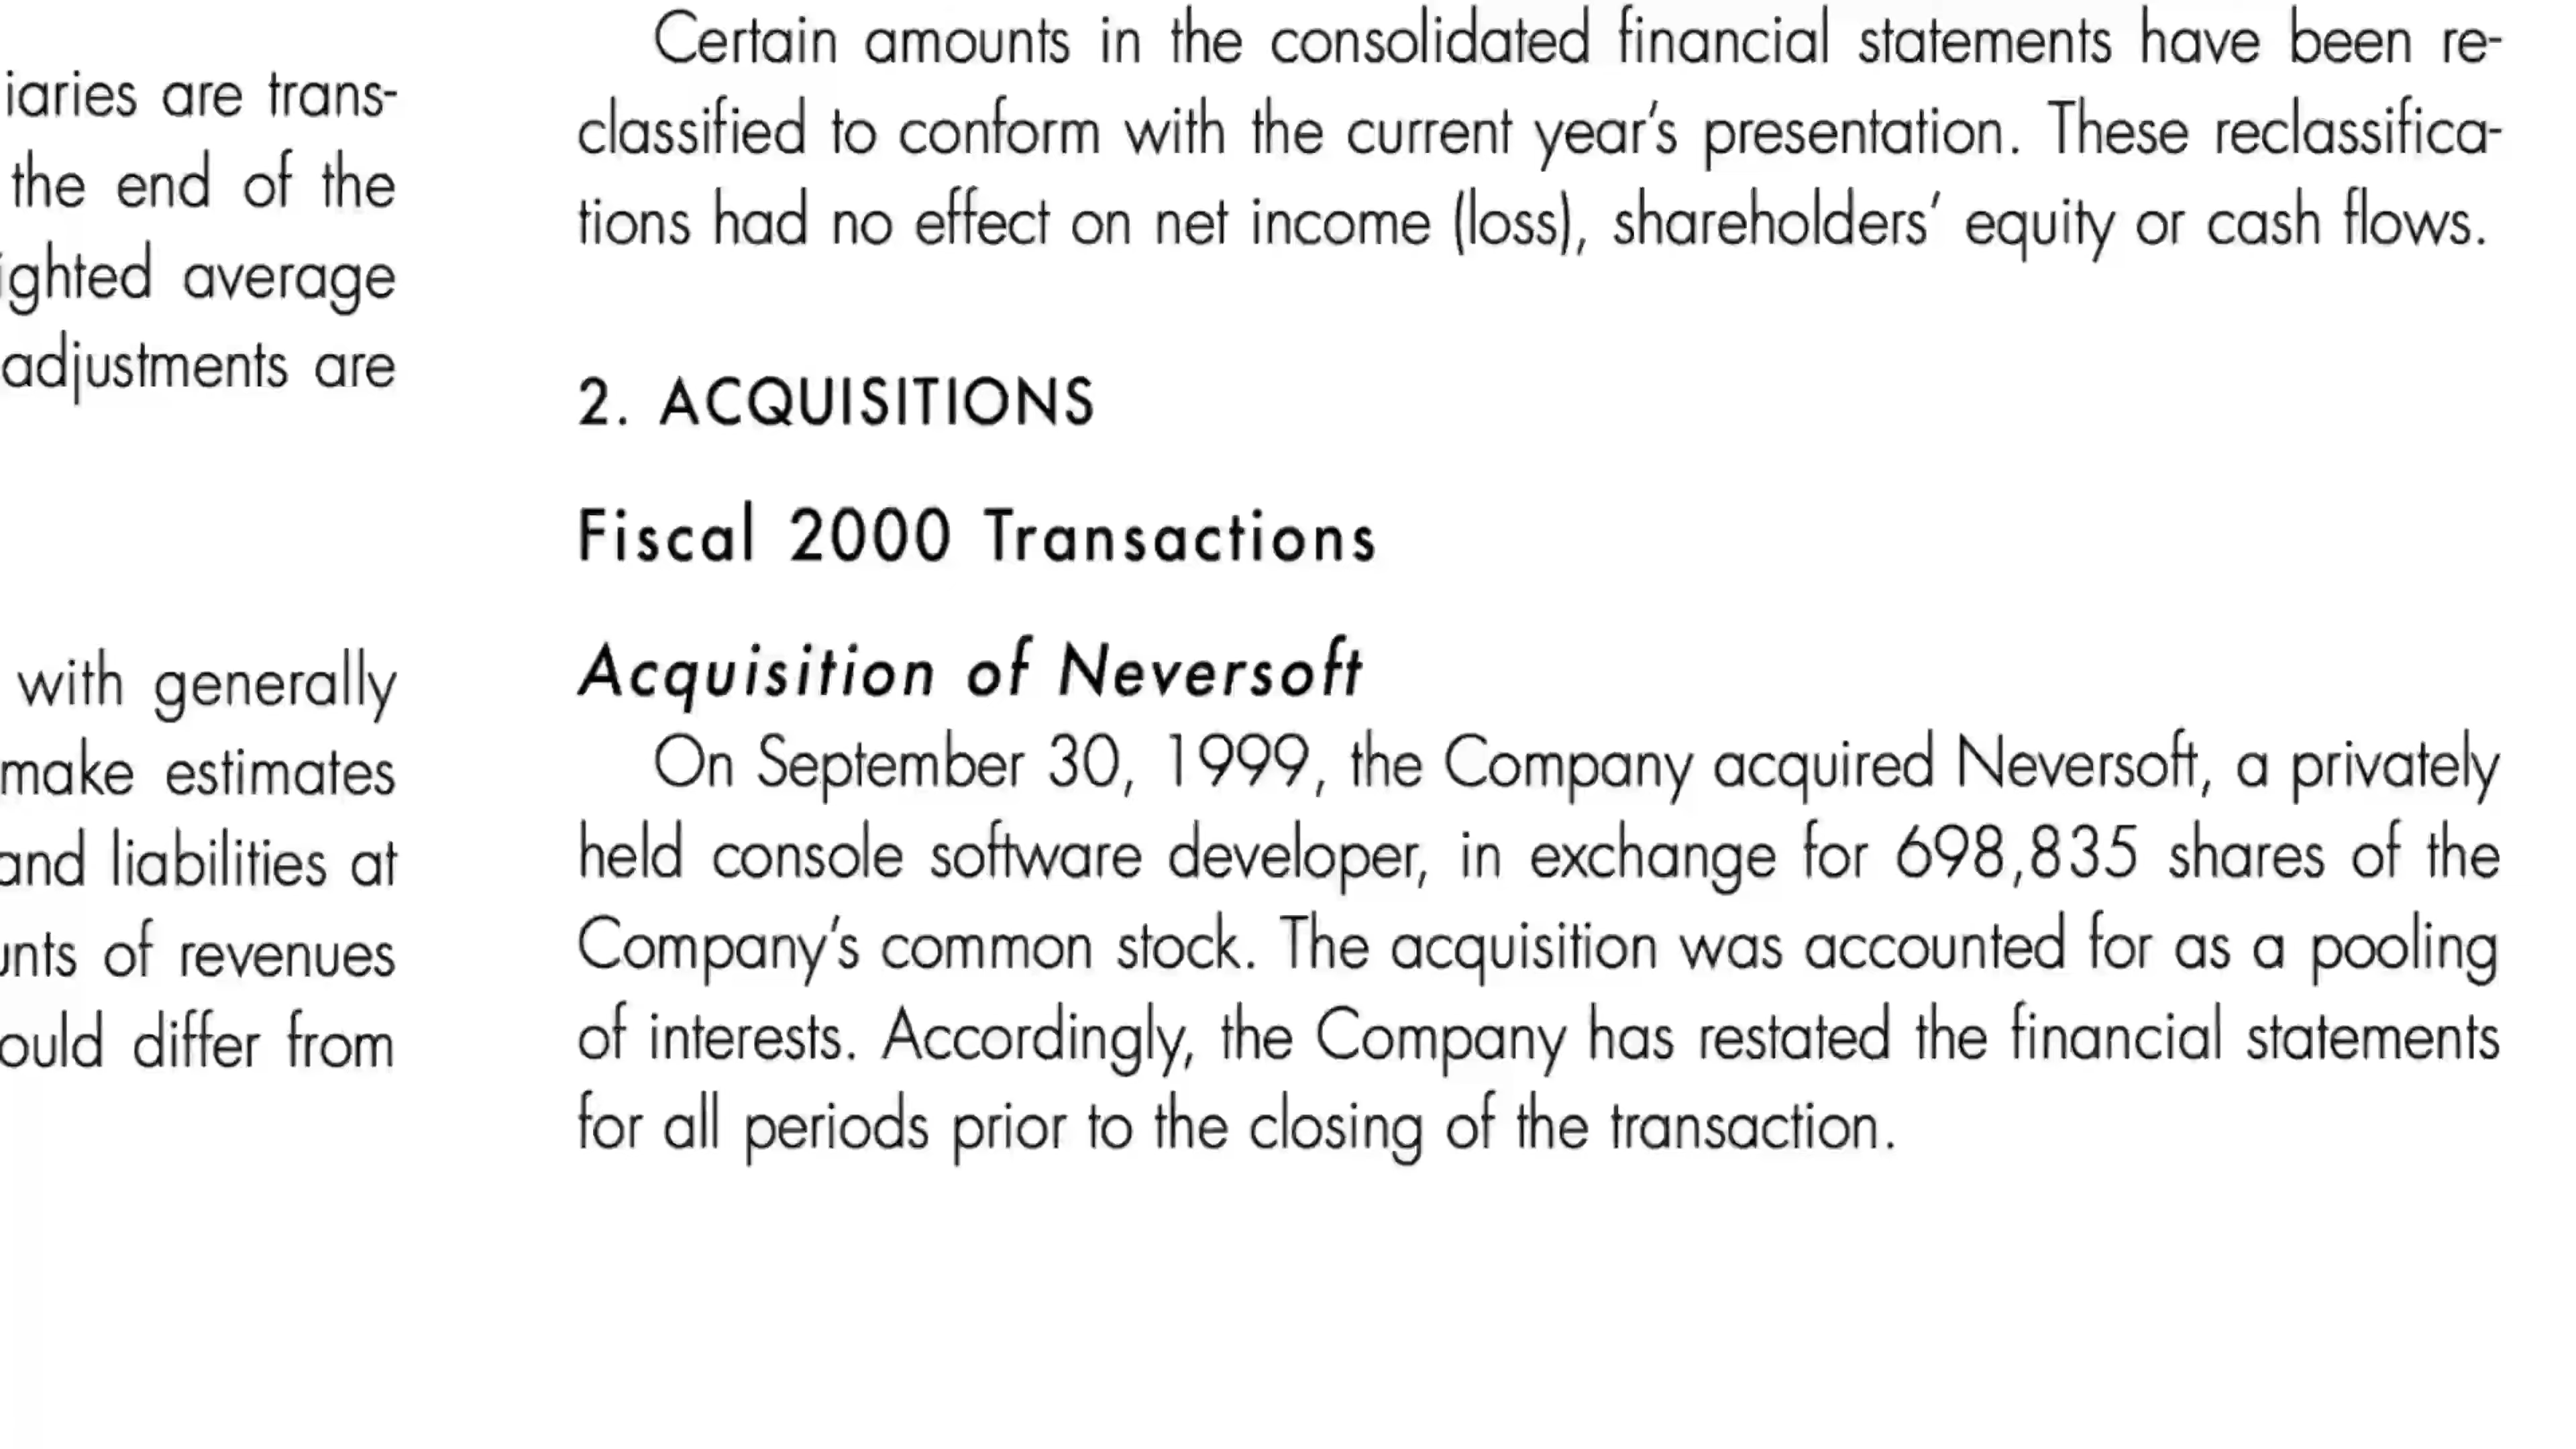 iaries are trans-
the end of the
ighted average
adjustments are
with generally
make estimates
and liabilities at
unts of revenues
ould differ from
Certain amounts in the consolidated financial statements have been re-
classified to conform with the current year's presentation. These reclassifica-
tions had no effect on net income (loss), shareholders' equity or cash flows.
2. ACQUISITIONS
Fiscal 2000 Transactions
Acquisition of Neversoft
On September 30, 1999, the Company acquired Neversoft, a privately
held console software developer, in exchange for 698,835 shares of the
Company's common stock. The acquisition was accounted for as a pooling
of interests. Accordingly, the Company has restated the financial statements
for all periods prior to the closing of the transaction.